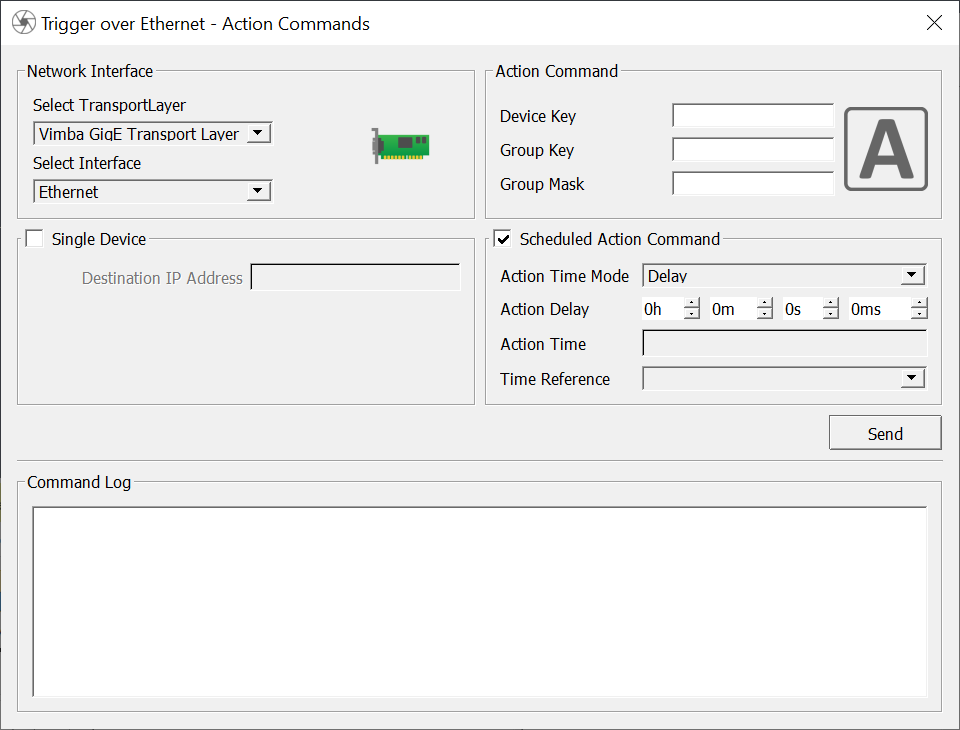 Trigger over Ethernet - Action Commands
Network Interface
Select TransportLayer
Vimba GigE Transport Layer
Select Interface
Ethernet
Action Command
Device Key
Group Key
Group Mask
A
Single Device
Destination IP Address
Scheduled Action Command
Action Time Mode Delay
Action Delay 0h 0m 0s 0ms
Action Time
Time Reference
Send
Command Log